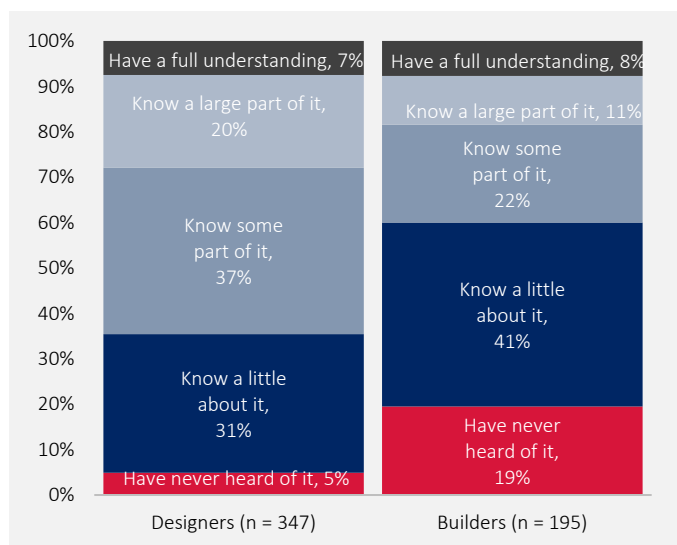 100%
90%
80%
70%
60%
50%
40%
30%
20%
10%
0%
Have a full understanding, 7%
Know a large part of it,
20%
Know some
part of it,
37%
Know a little
about it,
31%
Have never heard of it, 5%
Have a full understanding, 8%
Know a large part of it, 11%
Know some
part of it,
22%
Know a little
about it,
41%
Have never
heard of it,
19%
Designers (n = 347)
Builders (n = 195)